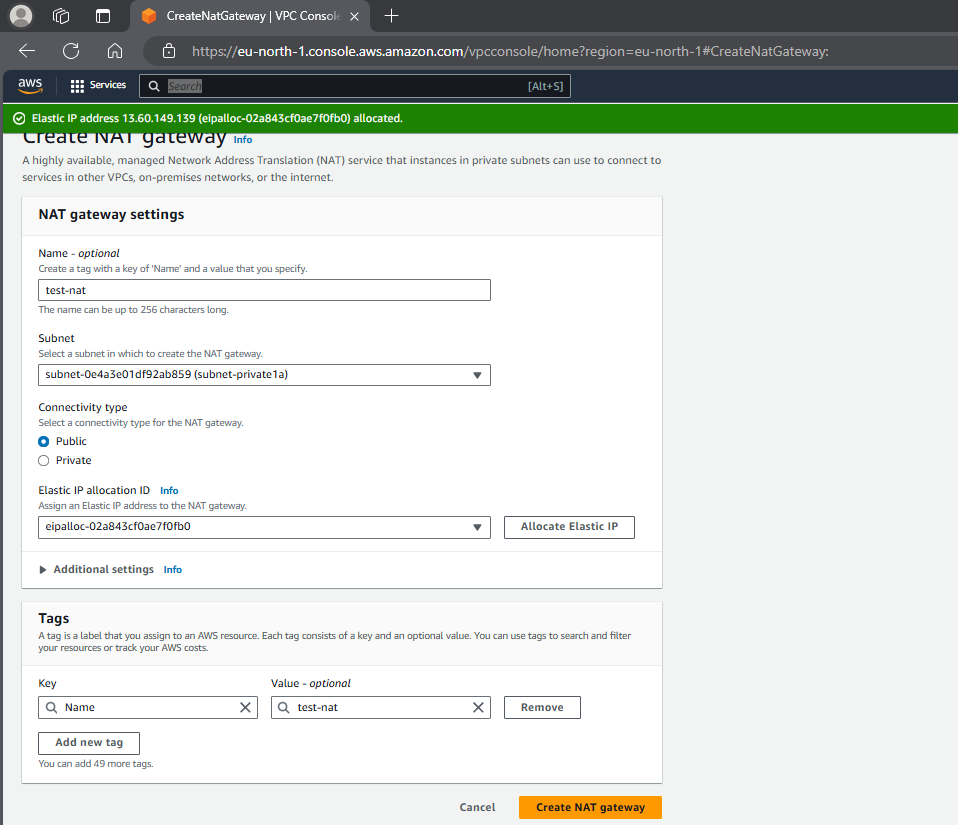 CreateNatGateway | VPC Console
https://eu-north-1.console.aws.amazon.com/vpcconsole/home?region=eu-north-1#CreateNatGateway:
aws Services Search [Alt+S]
Elastic IP address 13.60.149.139 (eipalloc-02a843cf0ae7f0fb0) allocated.
Create NAT gateway Info
A highly available, managed Network Address Translation (NAT) service that instances in private subnets can use to connect to
services in other VPCs, on-premises networks, or the internet.
NAT gateway settings
Name - optional
Create a tag with a key of 'Name' and a value that you specify.
test-nat
The name can be up to 256 characters long.
Subnet
Select a subnet in which to create the NAT gateway.
subnet-0e4a3e01df92ab859 (subnet-private1a)
Connectivity type
Select a connectivity type for the NAT gateway.
Public
Private
Elastic IP allocation ID Info
Assign an Elastic IP address to the NAT gateway.
eipalloc-02a843cf0ae7f0fb0 Allocate Elastic IP
Additional settings Info
Tags
A tag is a label that you assign to an AWS resource. Each tag consists of a key and an optional value. You can use tags to search and filter
your resources or track your AWS costs.
Key Value - optional
Name test-nat Remove
Add new tag
You can add 49 more tags.
Cancel Create NAT gateway